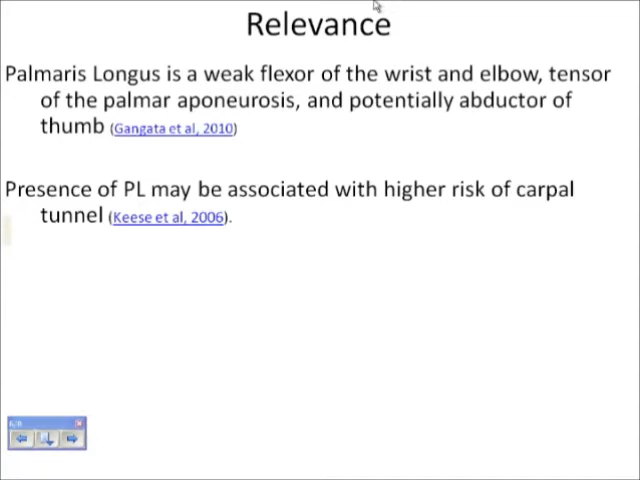 Relevance
Palmaris Longus is a weak flexor of the wrist and elbow, tensor
of the palmar aponeurosis, and potentially abductor of
thumb (Gangata et al, 2010)
Presence of PL may be associated with higher risk of carpal
tunnel (Keese et al, 2006).